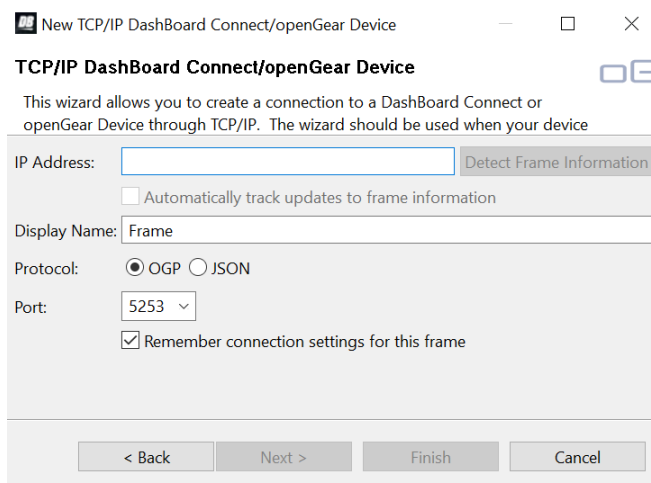 DB New TCP/IP DashBoard Connect/openGear Device
TCP/IP DashBoard Connect/openGear Device
This wizard allows you to create a connection to a DashBoard Connect or
openGear Device through TCP/IP.  The wizard should be used when your device
IP Address: Detect Frame Information
Automatically track updates to frame information
Display Name: Frame
Protocol: OGP JSON
Port: 5253
Remember connection settings for this frame
< Back Next > Finish Cancel